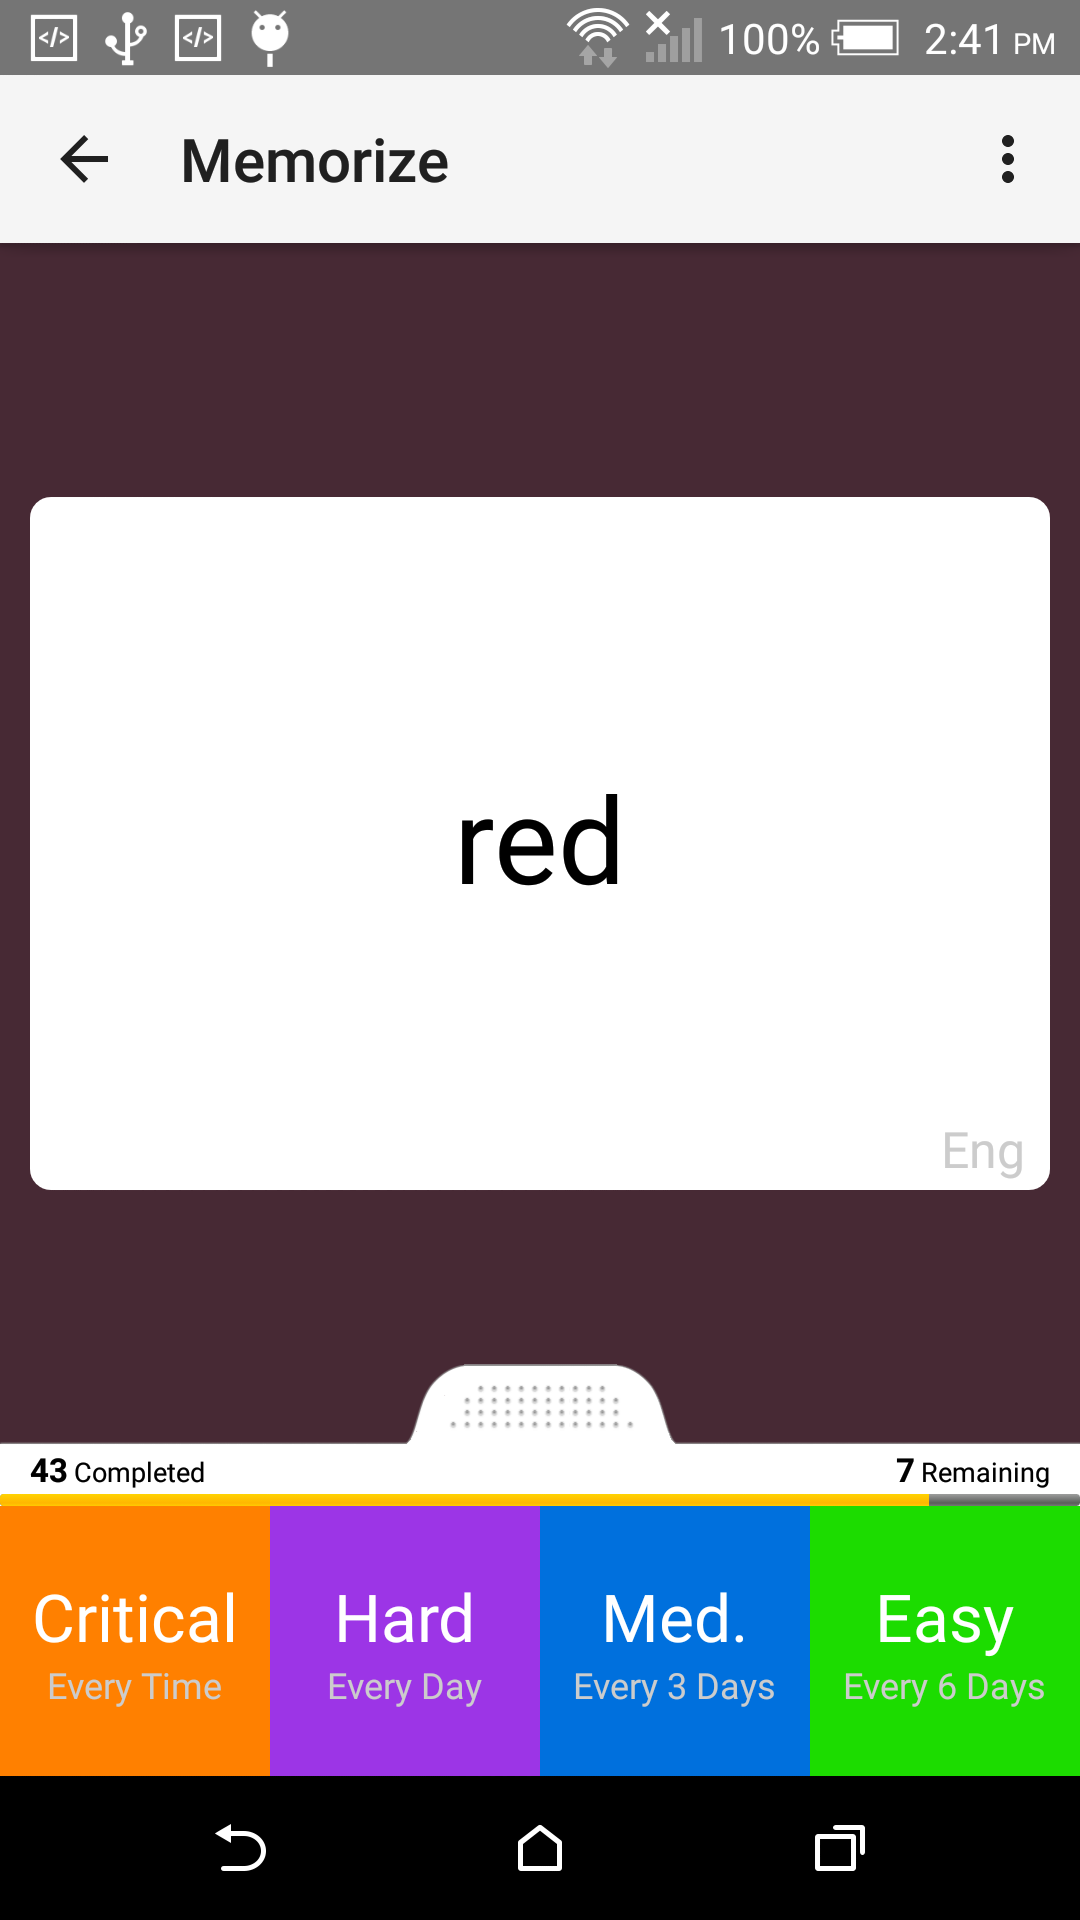 100% 2:41 PM
Memorize
red
Eng
43 Completed 7 Remaining
Critical Hard Med. Easy
Every Time Every Day Every 3 Days Every 6 Days